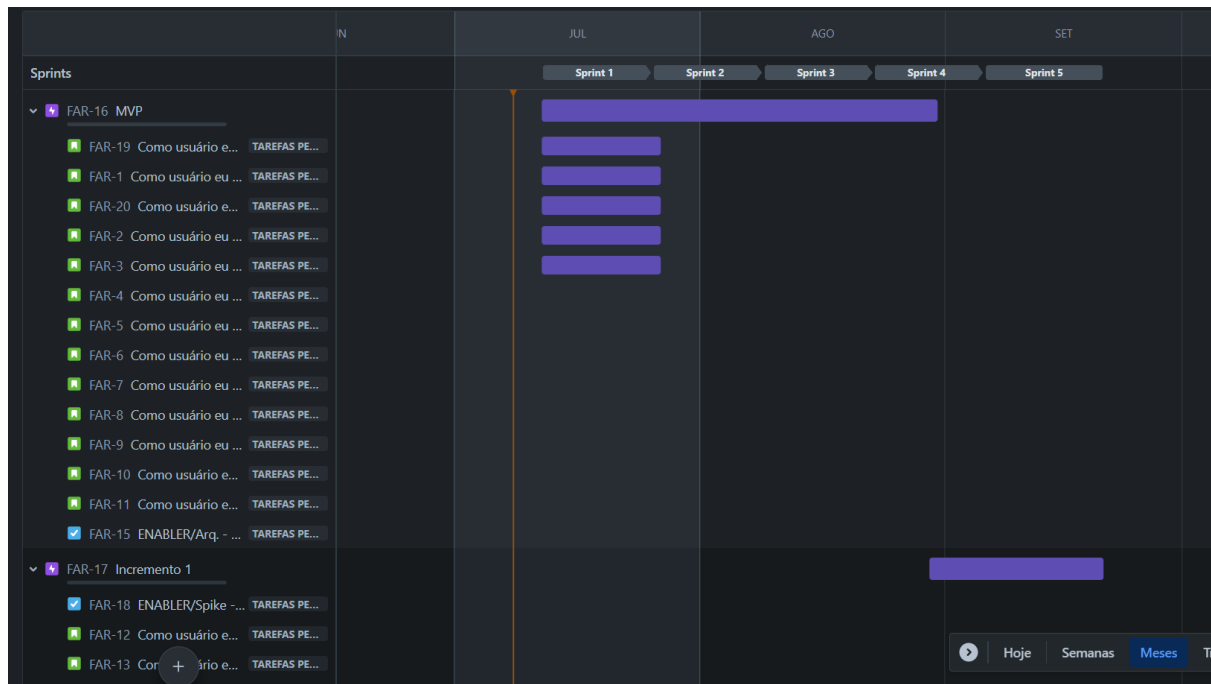 JUN JUL AGO SET
Sprints Sprint 1 Sprint 2 Sprint 3 Sprint 4 Sprint 5
FAR-16 MVP
FAR-19 Como usuário e... TAREFAS PE...
FAR-1 Como usuário eu ... TAREFAS PE...
FAR-20 Como usuário e... TAREFAS PE...
FAR-2 Como usuário eu ... TAREFAS PE...
FAR-3 Como usuário eu ... TAREFAS PE...
FAR-4 Como usuário eu ... TAREFAS PE...
FAR-5 Como usuário eu ... TAREFAS PE...
FAR-6 Como usuário eu ... TAREFAS PE...
FAR-7 Como usuário eu ... TAREFAS PE...
FAR-8 Como usuário eu ... TAREFAS PE...
FAR-9 Como usuário eu ... TAREFAS PE...
FAR-10 Como usuário e... TAREFAS PE...
FAR-11 Como usuário e... TAREFAS PE...
FAR-15 ENABLER/Arq. - ... TAREFAS PE...
FAR-17 Incremento 1
FAR-18 ENABLER/Spike -... TAREFAS PE...
FAR-12 Como usuário e... TAREFAS PE...
FAR-13 TAREFAS PE...
Hoje Semanas Meses